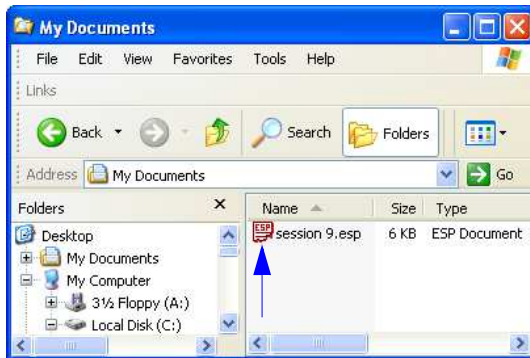 My Documents
File Edit View Favorites Tools Help
Links
Back Search Folders
Address My Documents Go
Folders Name Size Type
Desktop ESP session 9.esp 6 KB ESP Document
My Documents
My Computer
3½ Floppy (A:)
Local Disk (C:)